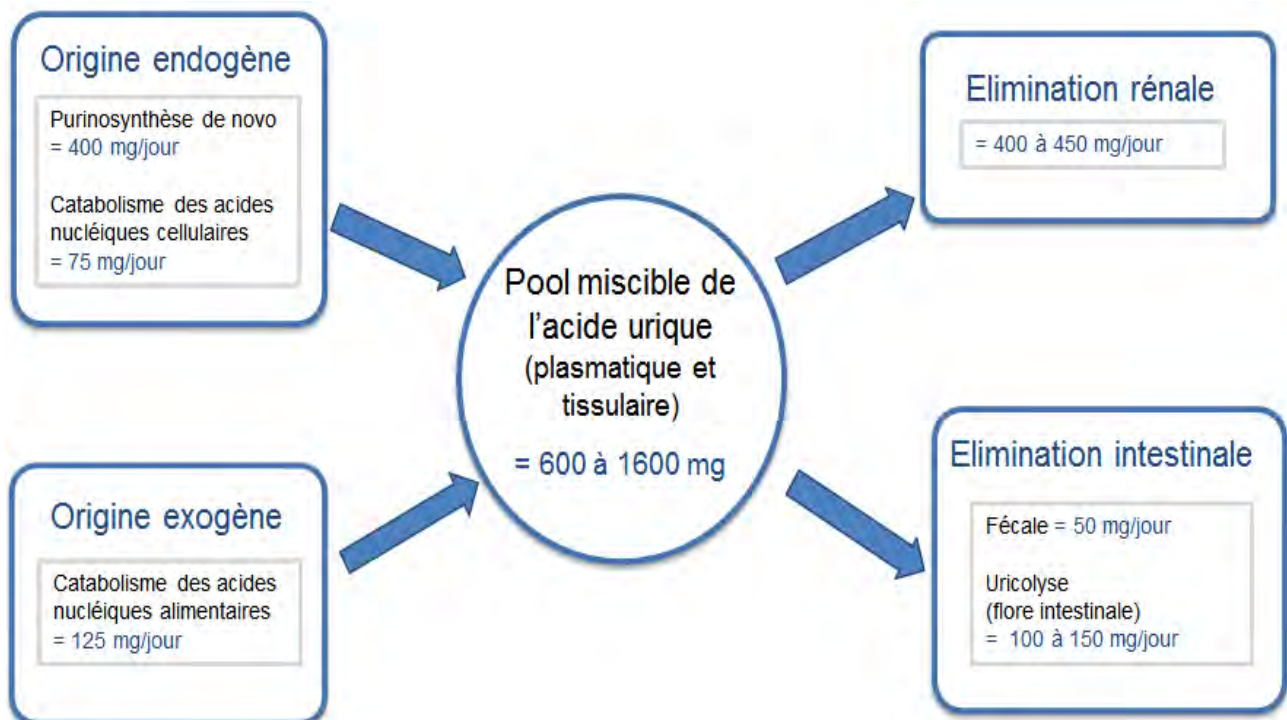 Origine endogène
Purinosynthèse de novo
= 400 mg/jour
Catabolisme des acides
nucléiques cellulaires
= 75 mg/jour
Origine exogène
Catabolisme des acides
nucléiques alimentaires
= 125 mg/jour
Pool miscible de
l'acide urique
(plasmatique et
tissulaire)
= 600 à 1600 mg
Elimination rénale
= 400 à 450 mg/jour
Elimination intestinale
Fécale = 50 mg/jour
Uricolyse
(flore intestinale)
= 100 à 150 mg/jour